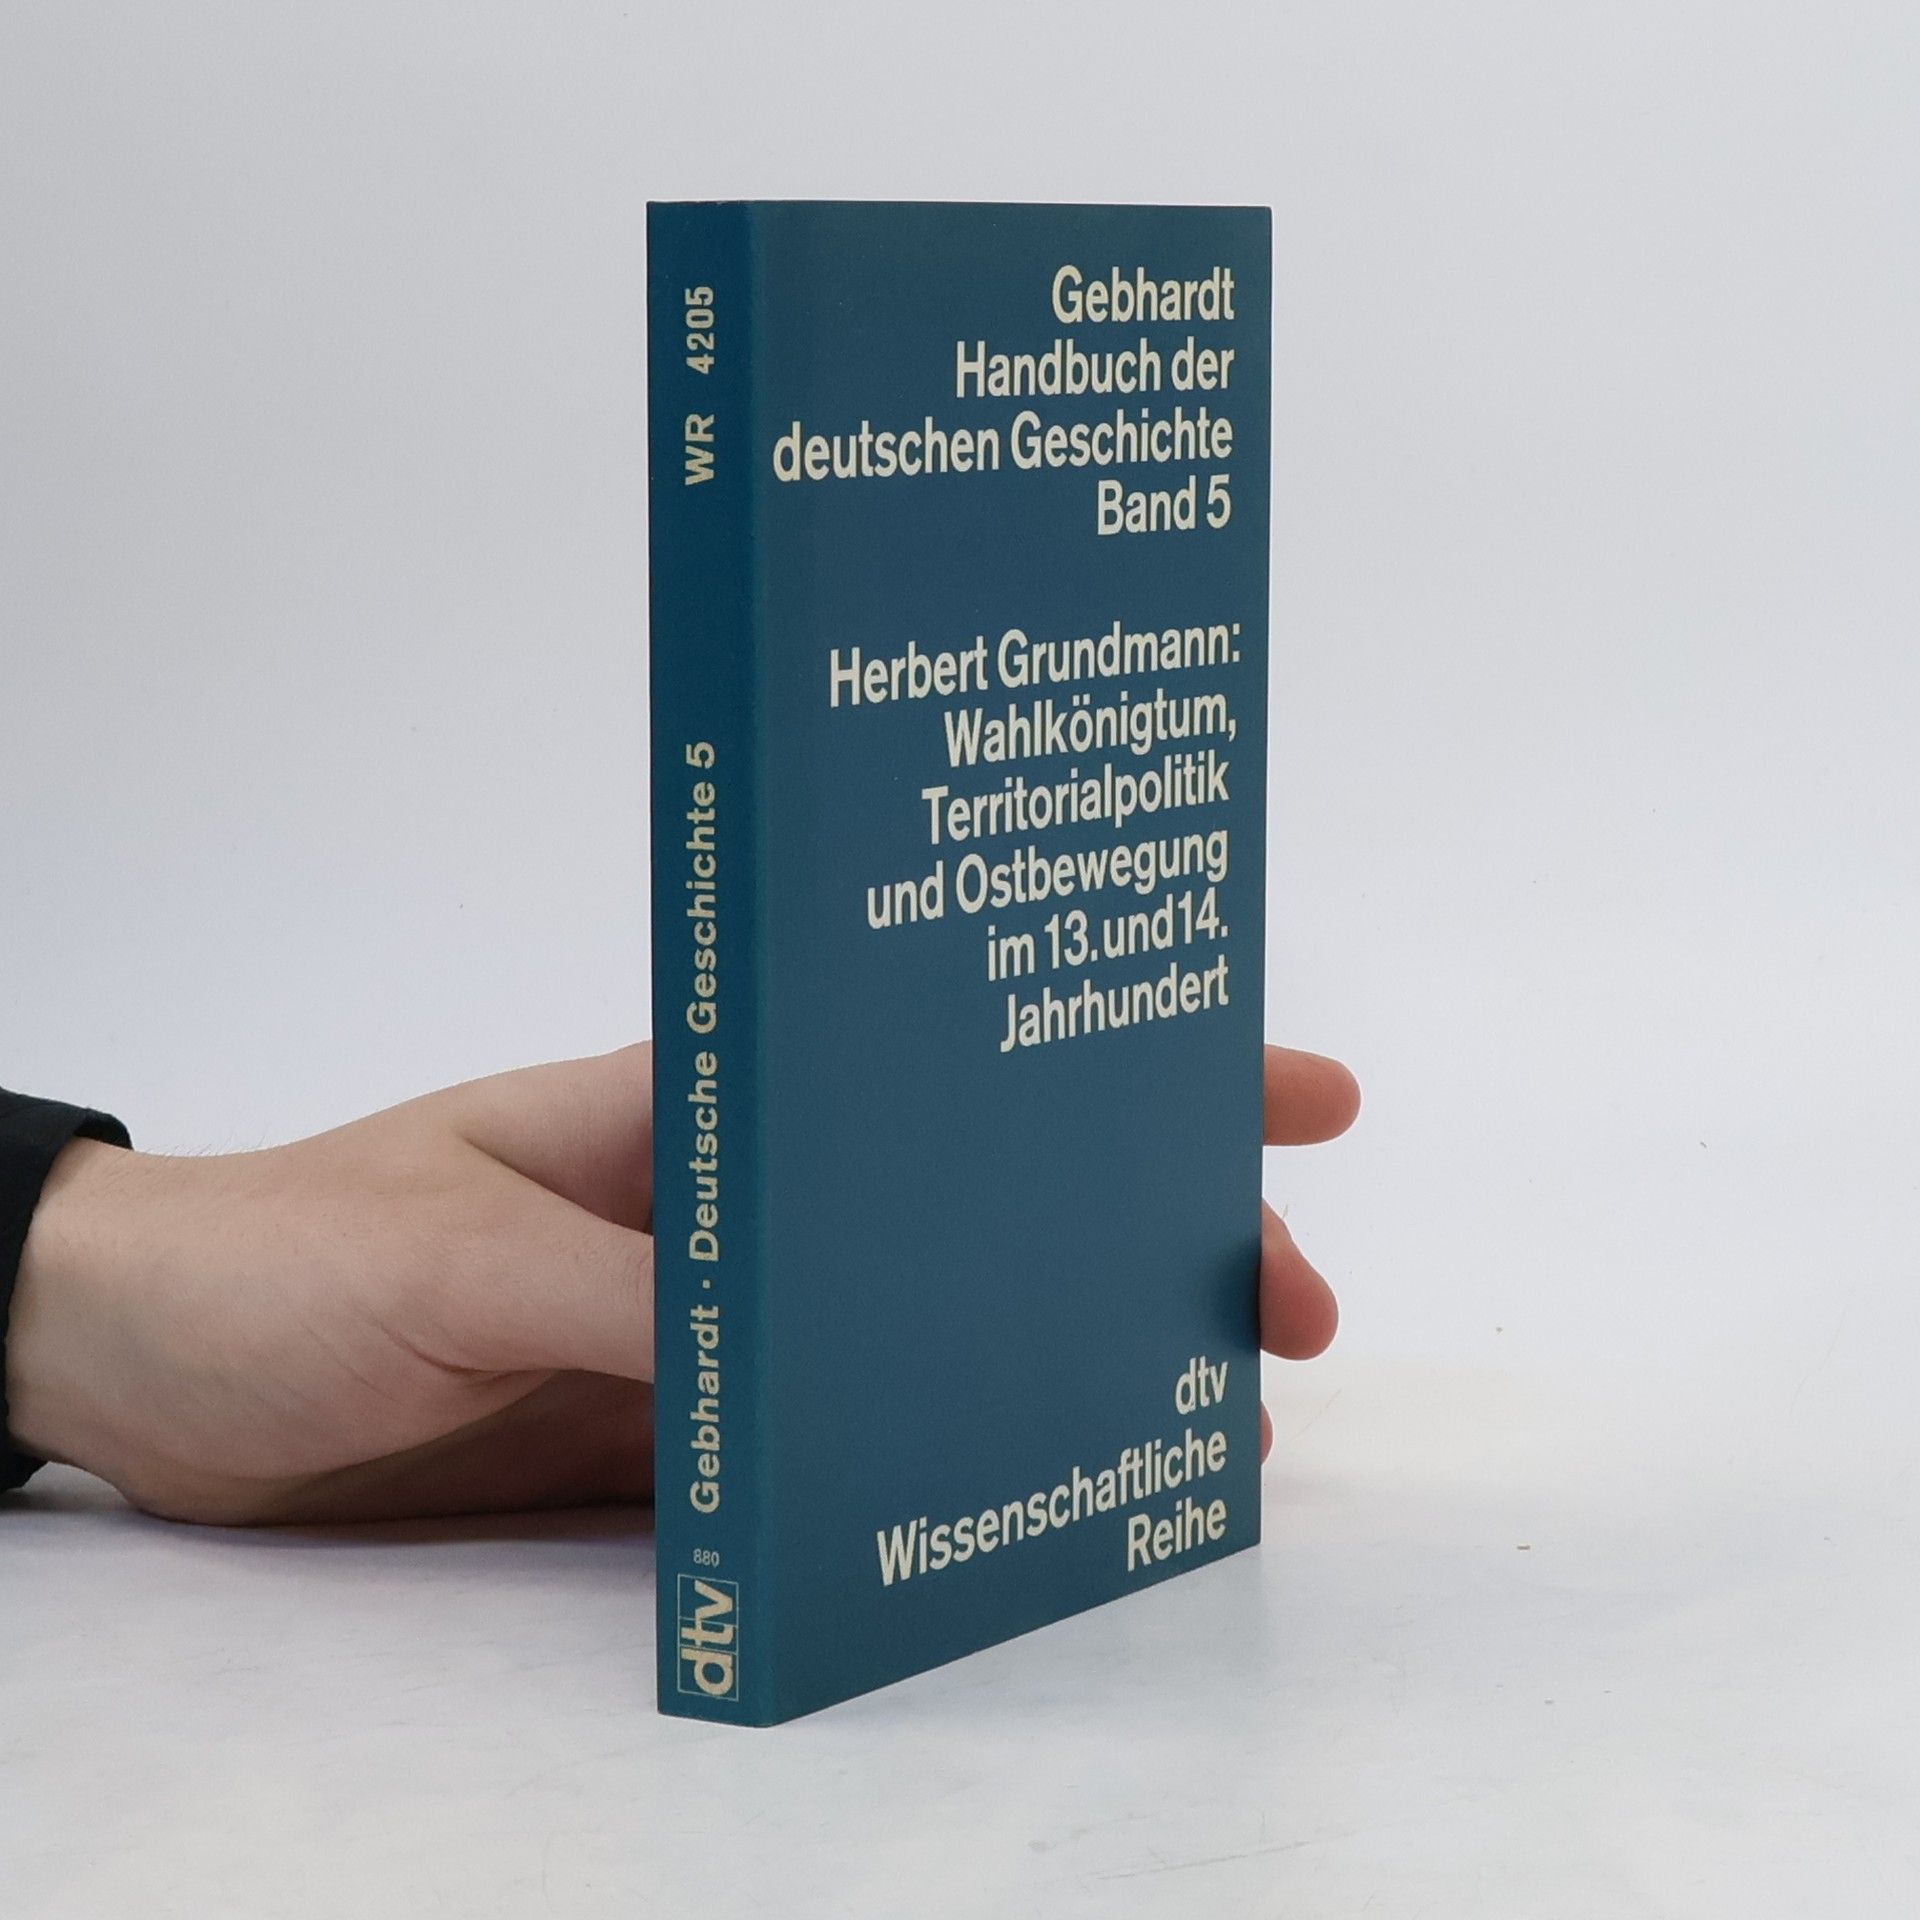 Gebhardt
Handbuch der
deutschen Geschichte
Band 5
Herbert Grundmann:
Wahlkönigtum,
Territorialpolitik
und Ostbewegung
im 13. und 14.
Jahrhundert
dtv
Wissenschaftliche
Reihe
WR 4205
Gebhardt · Deutsche Geschichte 5
880
dtv